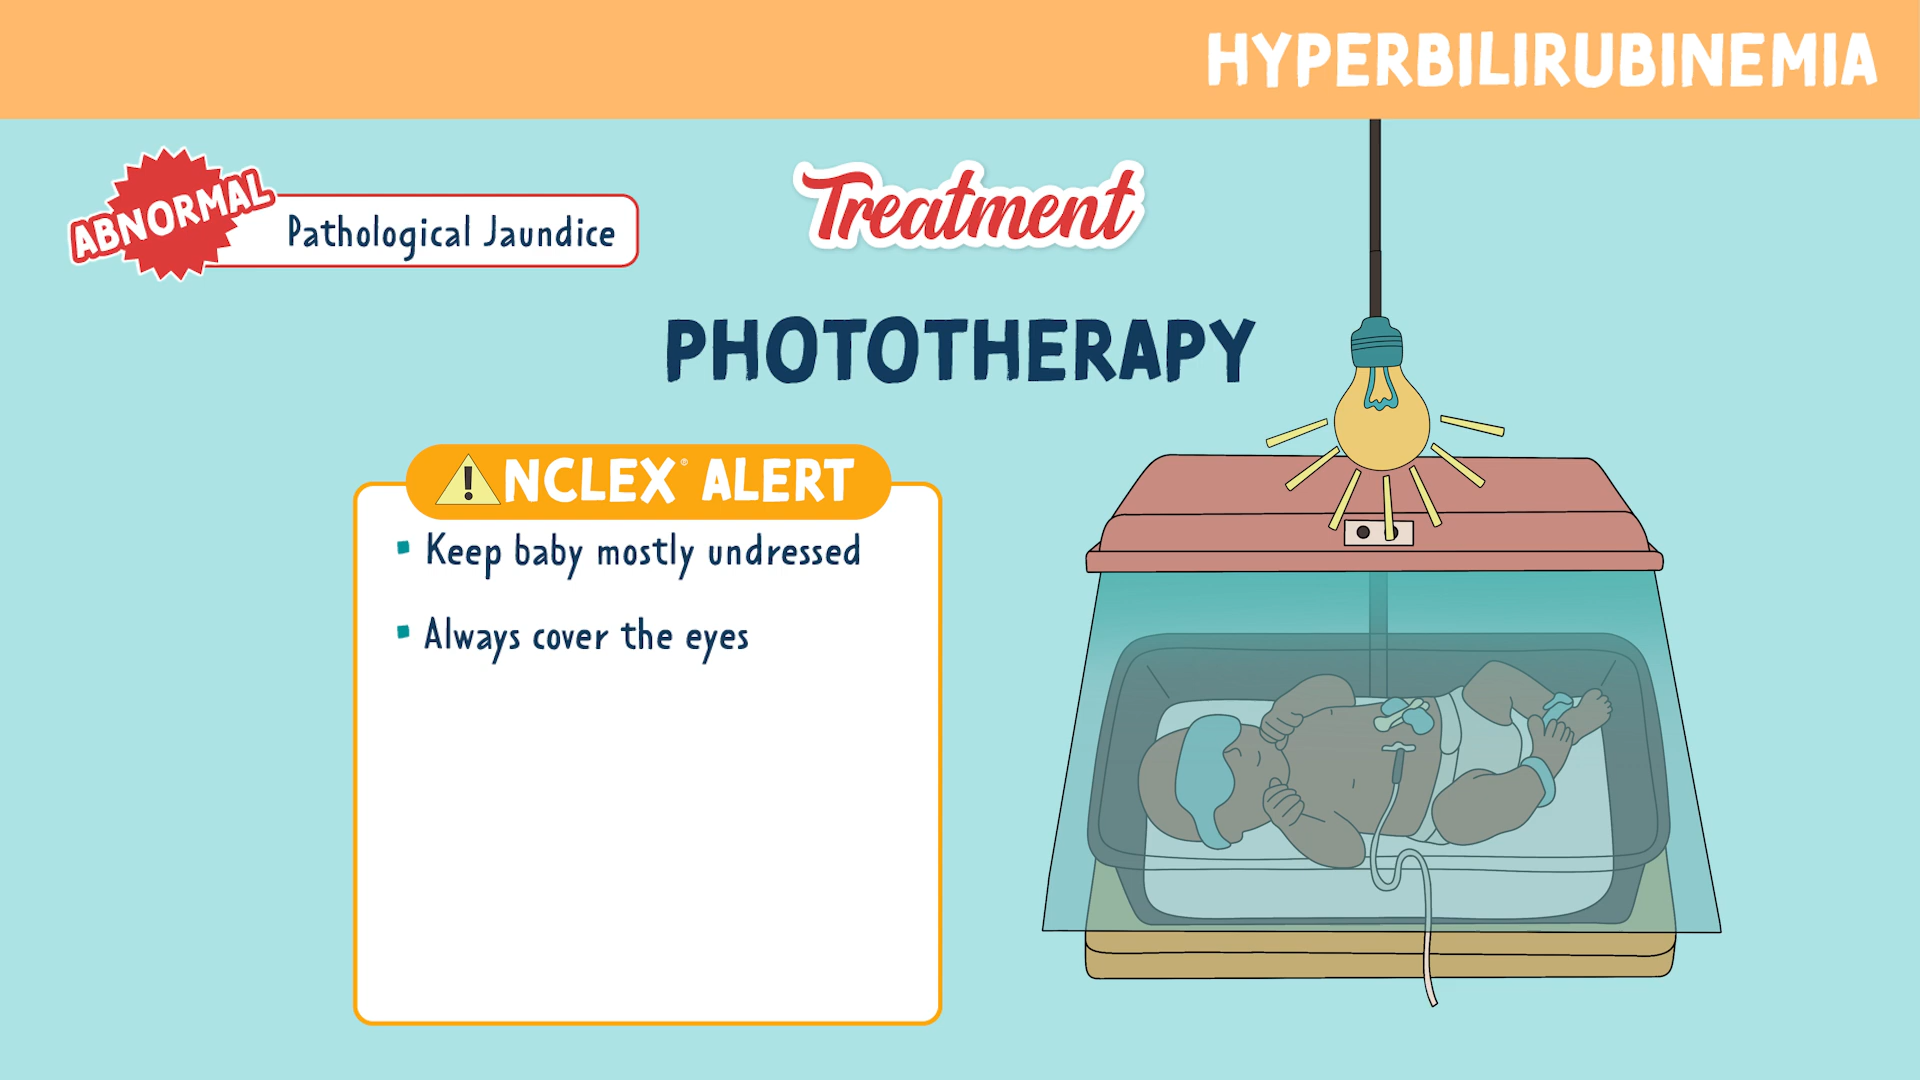 HYPERBILIRUBINEMIA
ABNORMAL
Pathological Jaundice
Treatment
PHOTOTHERAPY
! NCLEX® ALERT
▪ Keep baby mostly undressed
▪ Always cover the eyes